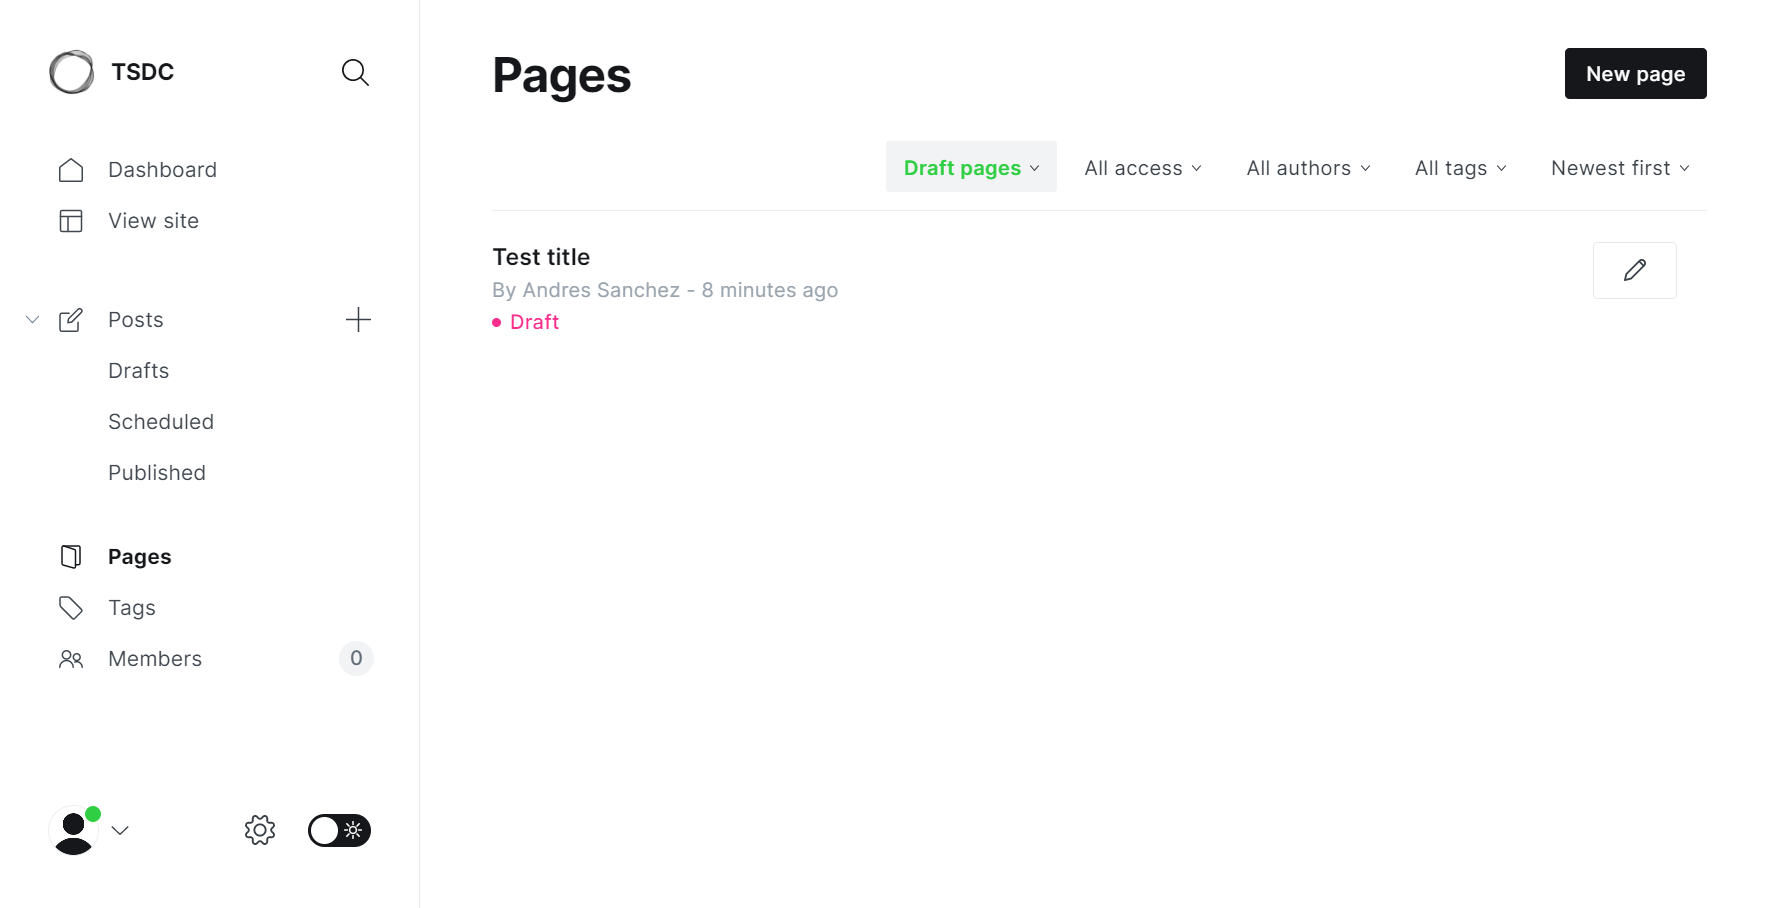 TSDC
Dashboard
View site
Posts
Drafts
Scheduled
Published
Pages
Tags
Members
0
Pages
New page
Draft pages
All access
All authors
All tags
Newest first
Test title
By Andres Sanchez - 8 minutes ago
Draft